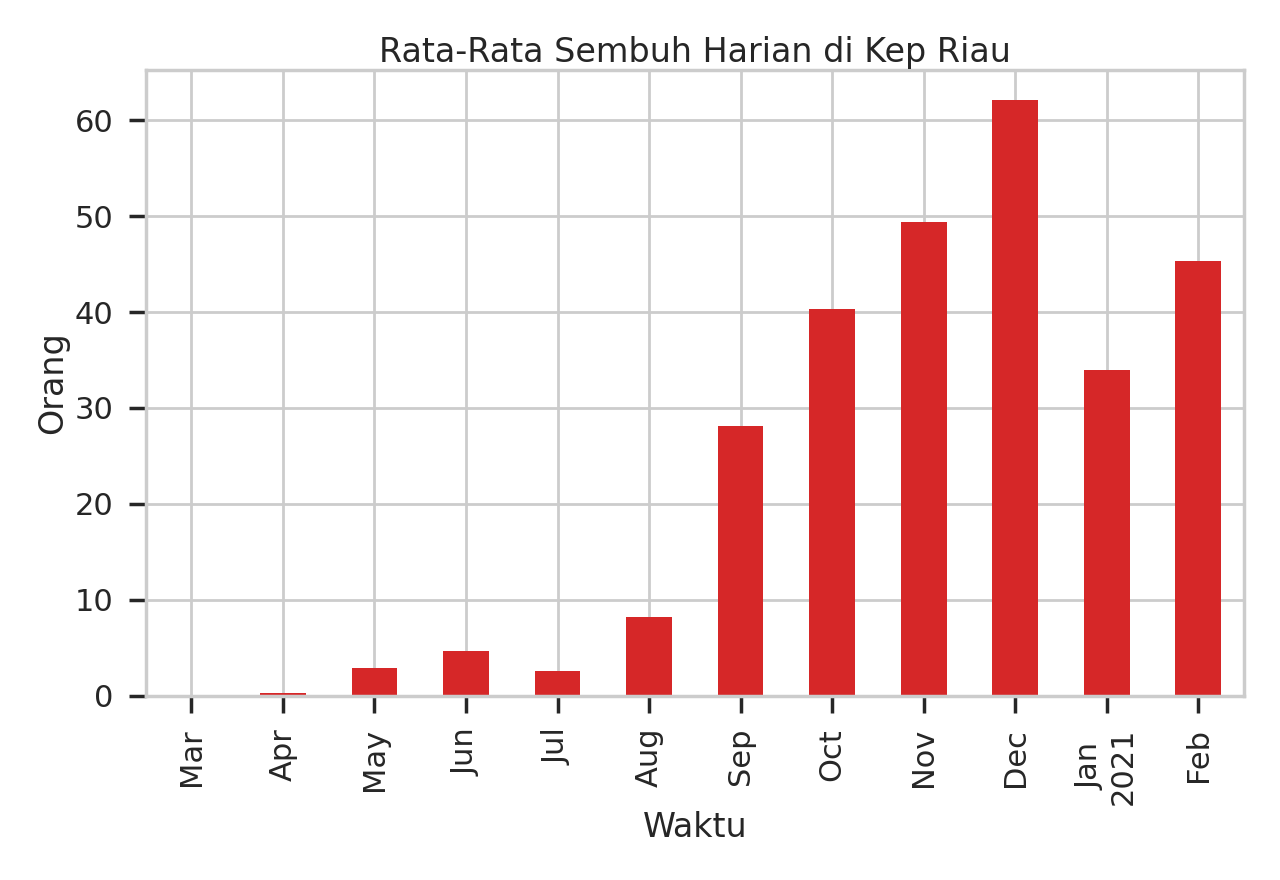 Rata-Rata Sembuh Harian di Kep Riau
Orang
60
50
40
30
20
10
0
Mar
Apr
May
Jun
Jul
Aug
Sep
Oct
Nov
Dec
Jan
2021
Feb
Waktu